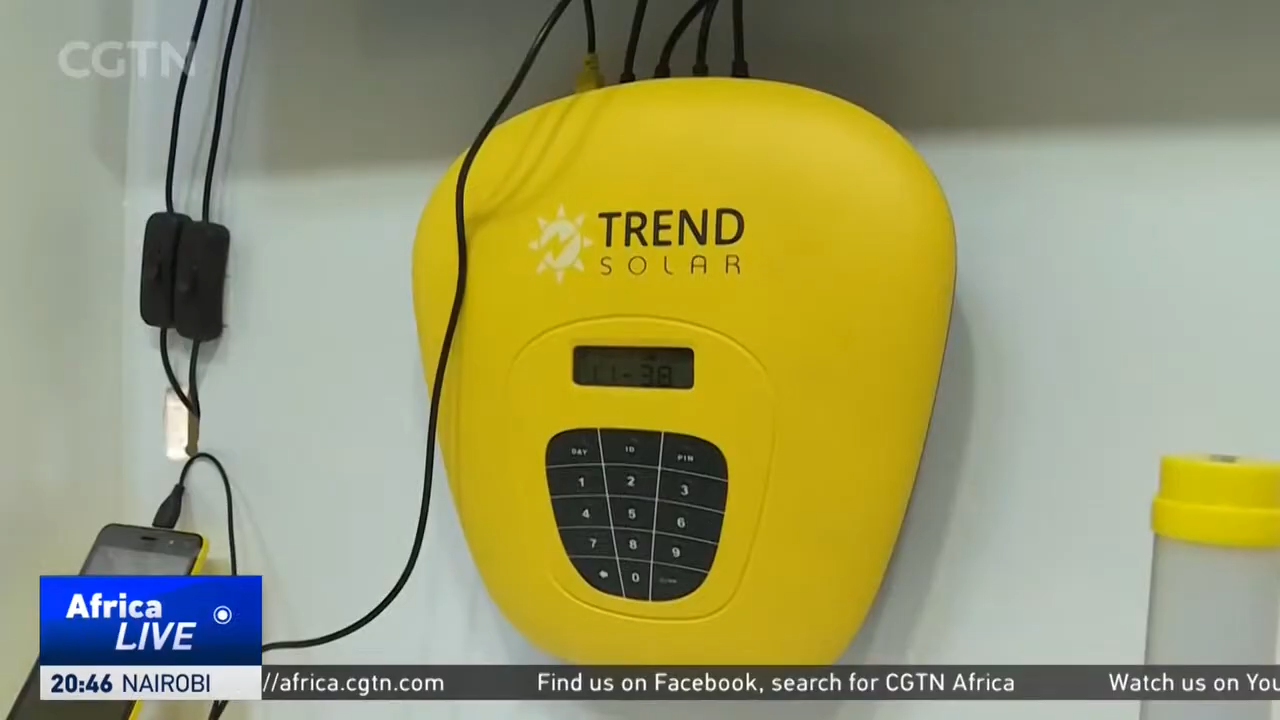 CGTN
TREND
SOLAR
11-38
DAY ID PIN
1 2 3
4 5 6
7 8 9
0
Africa
LIVE
20:46 NAIROBI
//africa.cgtn.com Find us on Facebook, search for CGTN Africa Watch us on You